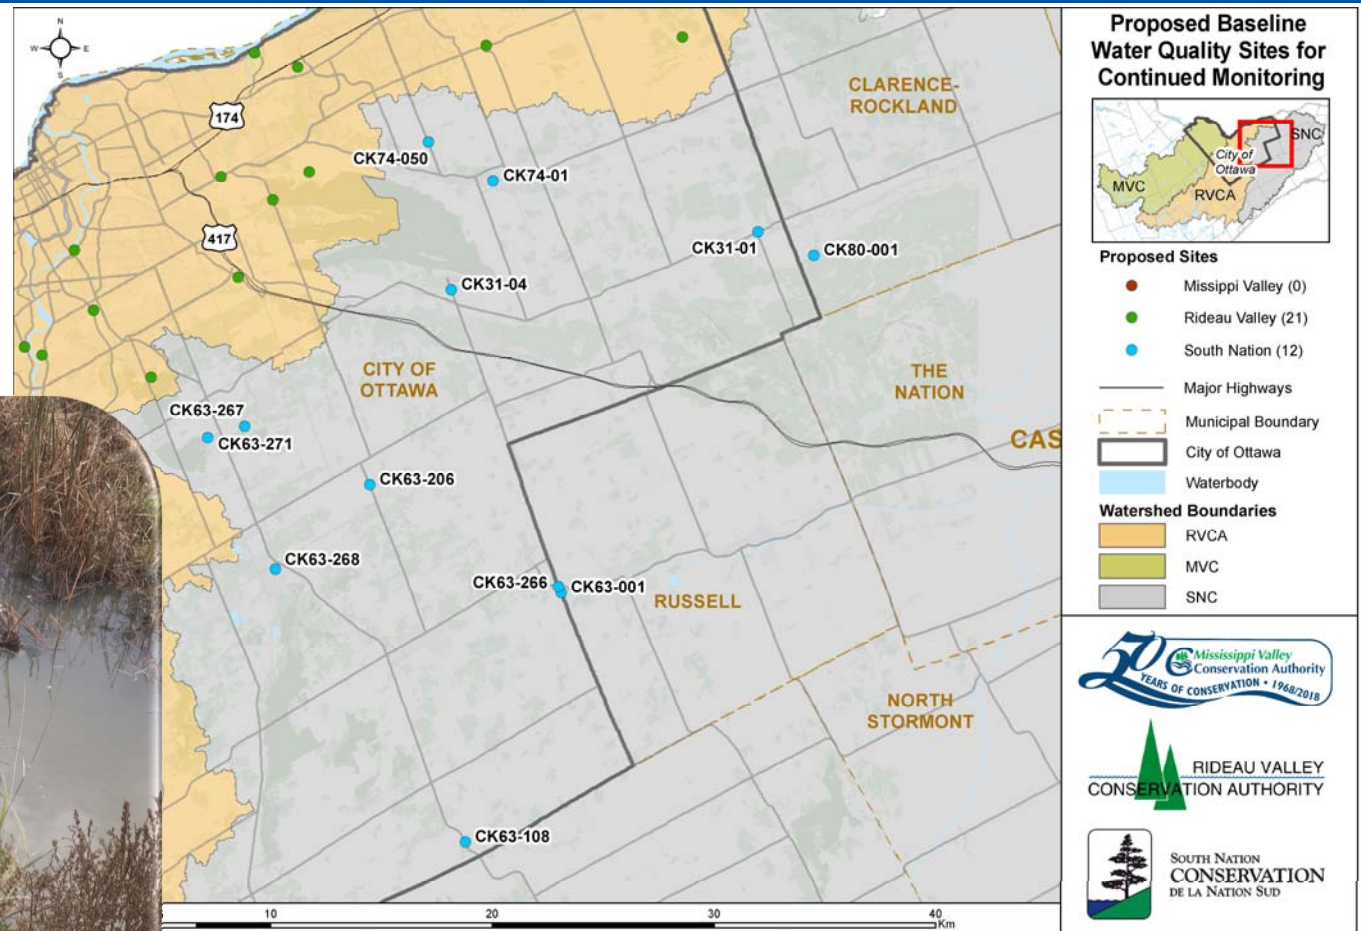 N
W
E
S
174
417
CLARENCE-
ROCKLAND
CK74-050
CK74-01
CK31-01
CK80-001
CK31-04
CITY OF
OTTAWA
THE
NATION
CAS
CK63-267
CK63-271
CK63-206
CK63-268
CK63-266
CK63-001
RUSSELL
NORTH
STORMONT
CK63-108
10
20
30
40
Km
Proposed Baseline
Water Quality Sites for
Continued Monitoring
SNC
City of
Ottawa
MVC
RVCA
Proposed Sites
Missippi Valley (0)
Rideau Valley (21)
South Nation (12)
Major Highways
Municipal Boundary
City of Ottawa
Waterbody
Watershed Boundaries
RVCA
MVC
SNC
50
Mississippi Valley
Conservation Authority
YEARS OF CONSERVATION • 1968/2018
RIDEAU VALLEY
CONSERVATION AUTHORITY
SOUTH NATION
CONSERVATION
DE LA NATION SUD